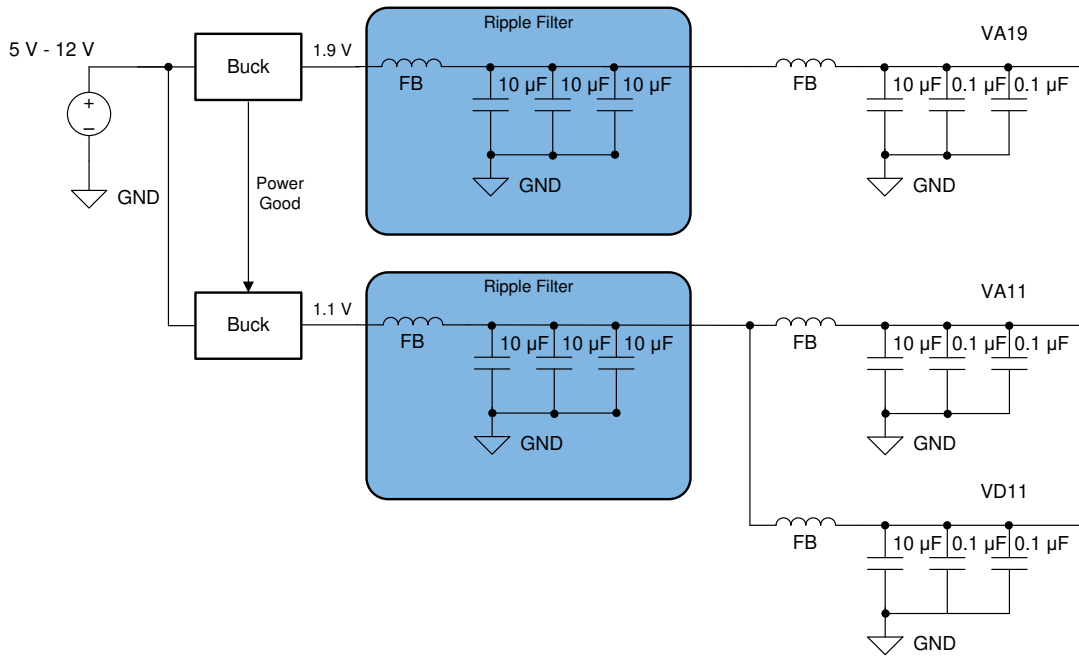 Ripple Filter
5 V - 12 V
Buck
1.9 V
VA19
FB
10 µF 10 µF 10 µF
FB
10 µF 0.1 µF 0.1 µF
+
−
GND
Power
Good
GND
GND
Ripple Filter
Buck
1.1 V
VA11
FB
10 µF 10 µF 10 µF
FB
10 µF 0.1 µF 0.1 µF
GND
GND
VD11
FB
10 µF 0.1 µF 0.1 µF
GND